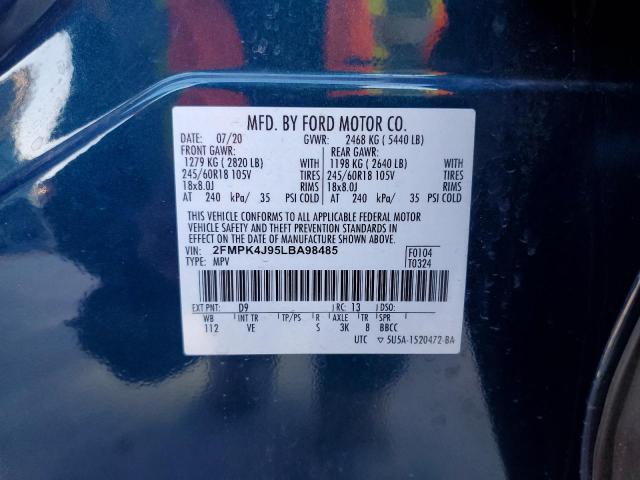 MFD. BY FORD MOTOR CO.
DATE: 07/20 GVWR: 2468 KG ( 5440 LB)
FRONT GAWR: REAR GAWR:
1279 KG ( 2820 LB) WITH 1198 KG ( 2640 LB) WITH
245/60R18 105V TIRES 245/60R18 105V TIRES
18x8.0J RIMS 18x8.0J RIMS
AT 240 kPa/ 35 PSI COLD AT 240 kPa/ 35 PSI COLD
THIS VEHICLE CONFORMS TO ALL APPLICABLE FEDERAL MOTOR
VEHICLE SAFETY AND THEFT PREVENTION STANDARDS IN
EFFECT ON THE DATE OF MANUFACTURE SHOWN ABOVE.
VIN: 2FMPK4J95LBA98485 F0104
TYPE: MPV T0324
EXT PNT: D9 RC: 13 DSO:
WB INT TR TP/PS R AXLE TR SPR
112 VE S 3K 8 BBCC
UTC ▽ 5U5A-1520472-BA